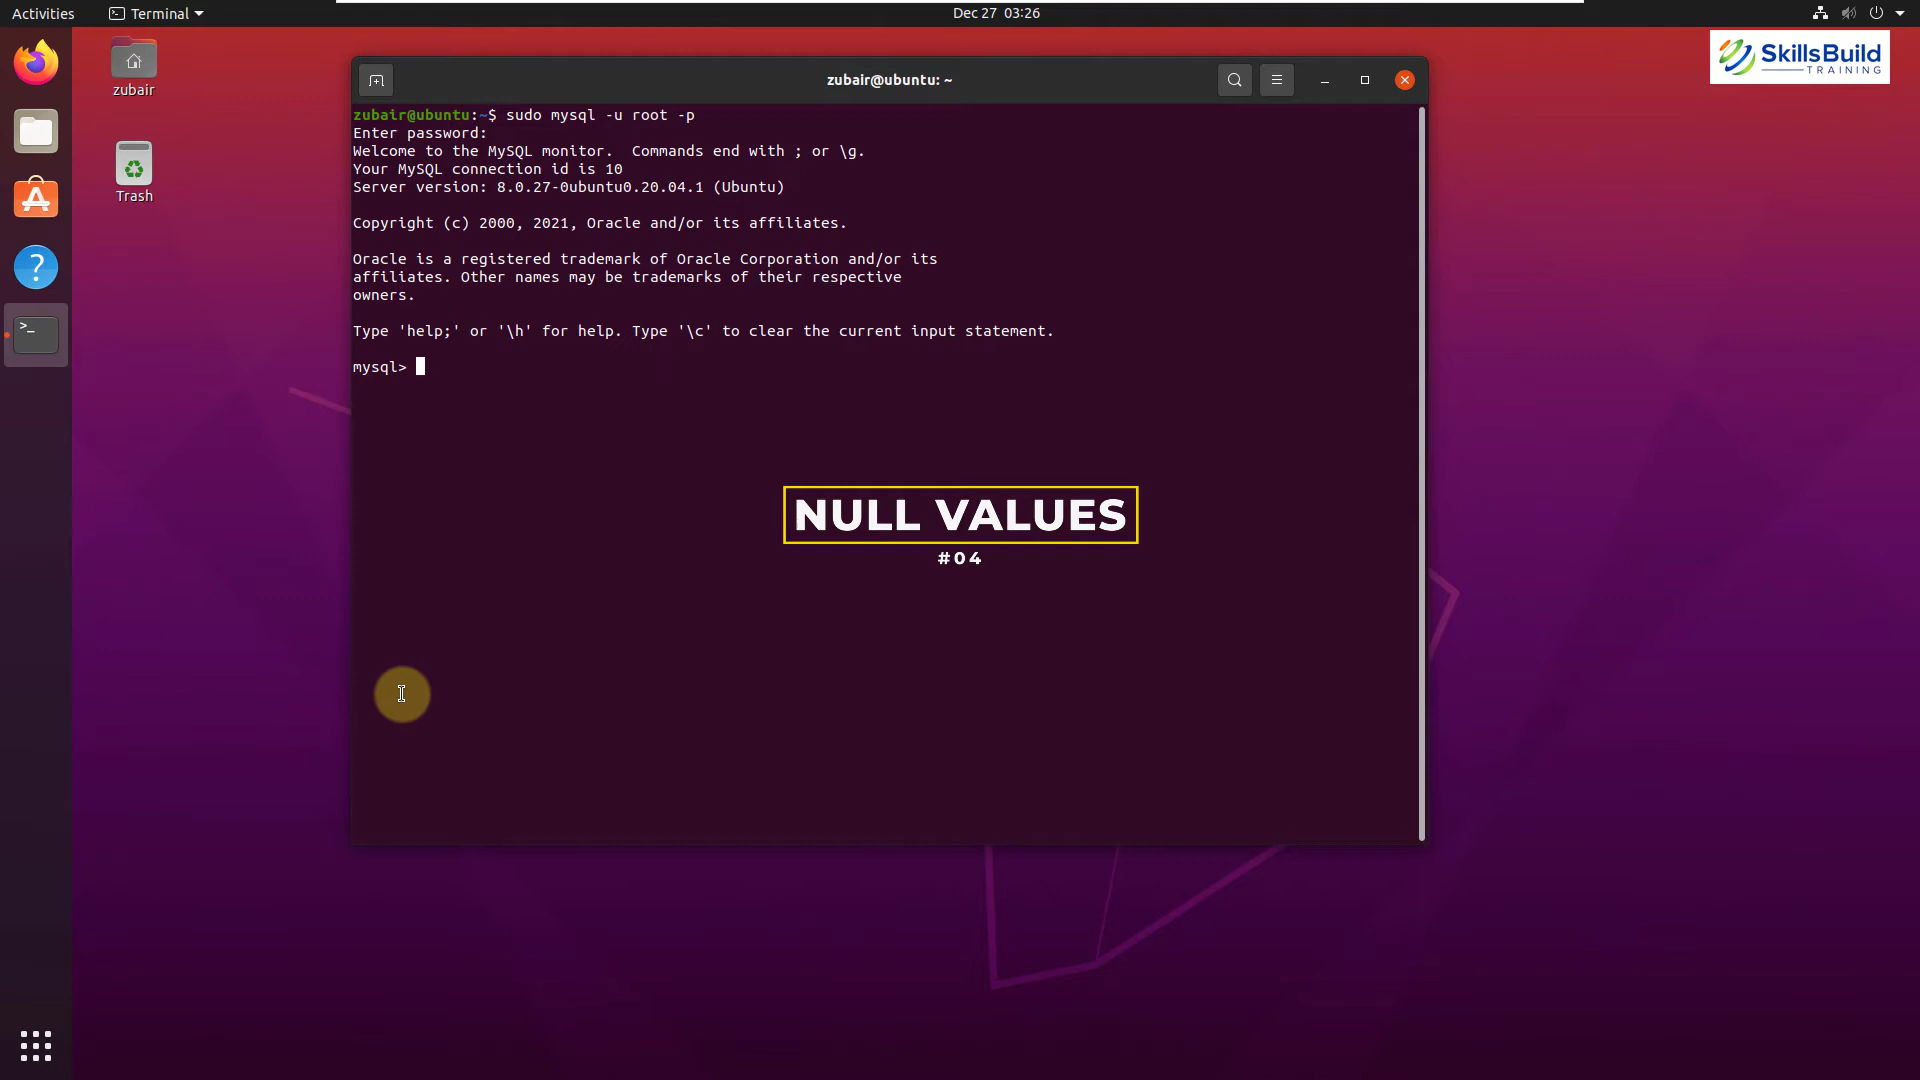 Activities
Terminal
Dec 27 03:26
SkillsBuild
TRAINING
zubair
Trash
zubair@ubuntu: ~
zubair@ubuntu:~$ sudo mysql -u root -p
Enter password:
Welcome to the MySQL monitor.  Commands end with ; or \g.
Your MySQL connection id is 10
Server version: 8.0.27-0ubuntu0.20.04.1 (Ubuntu)
Copyright (c) 2000, 2021, Oracle and/or its affiliates.
Oracle is a registered trademark of Oracle Corporation and/or its
affiliates. Other names may be trademarks of their respective
owners.
Type 'help;' or '\h' for help. Type '\c' to clear the current input statement.
mysql>
NULL VALUES
#04